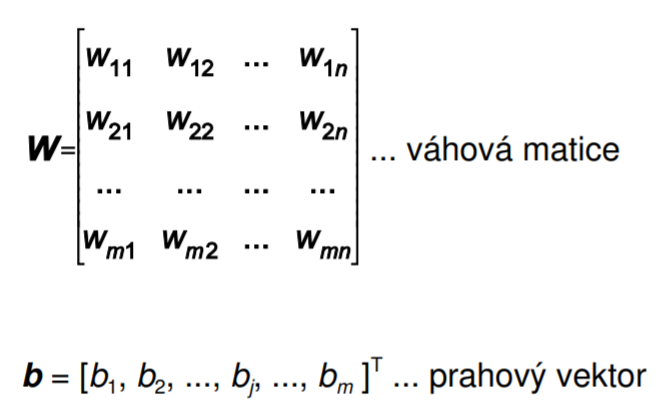 w₁₁ w₁₂ ... w₁ₙ
w₂₁ w₂₂ ... w₂ₙ
W= ... váhová matice
... ... ... ...
wₘ₁ wₘ₂ ... wₘₙ
b = [b₁, b₂, ..., bⱼ, ..., bₘ ]ᵀ ... prahový vektor